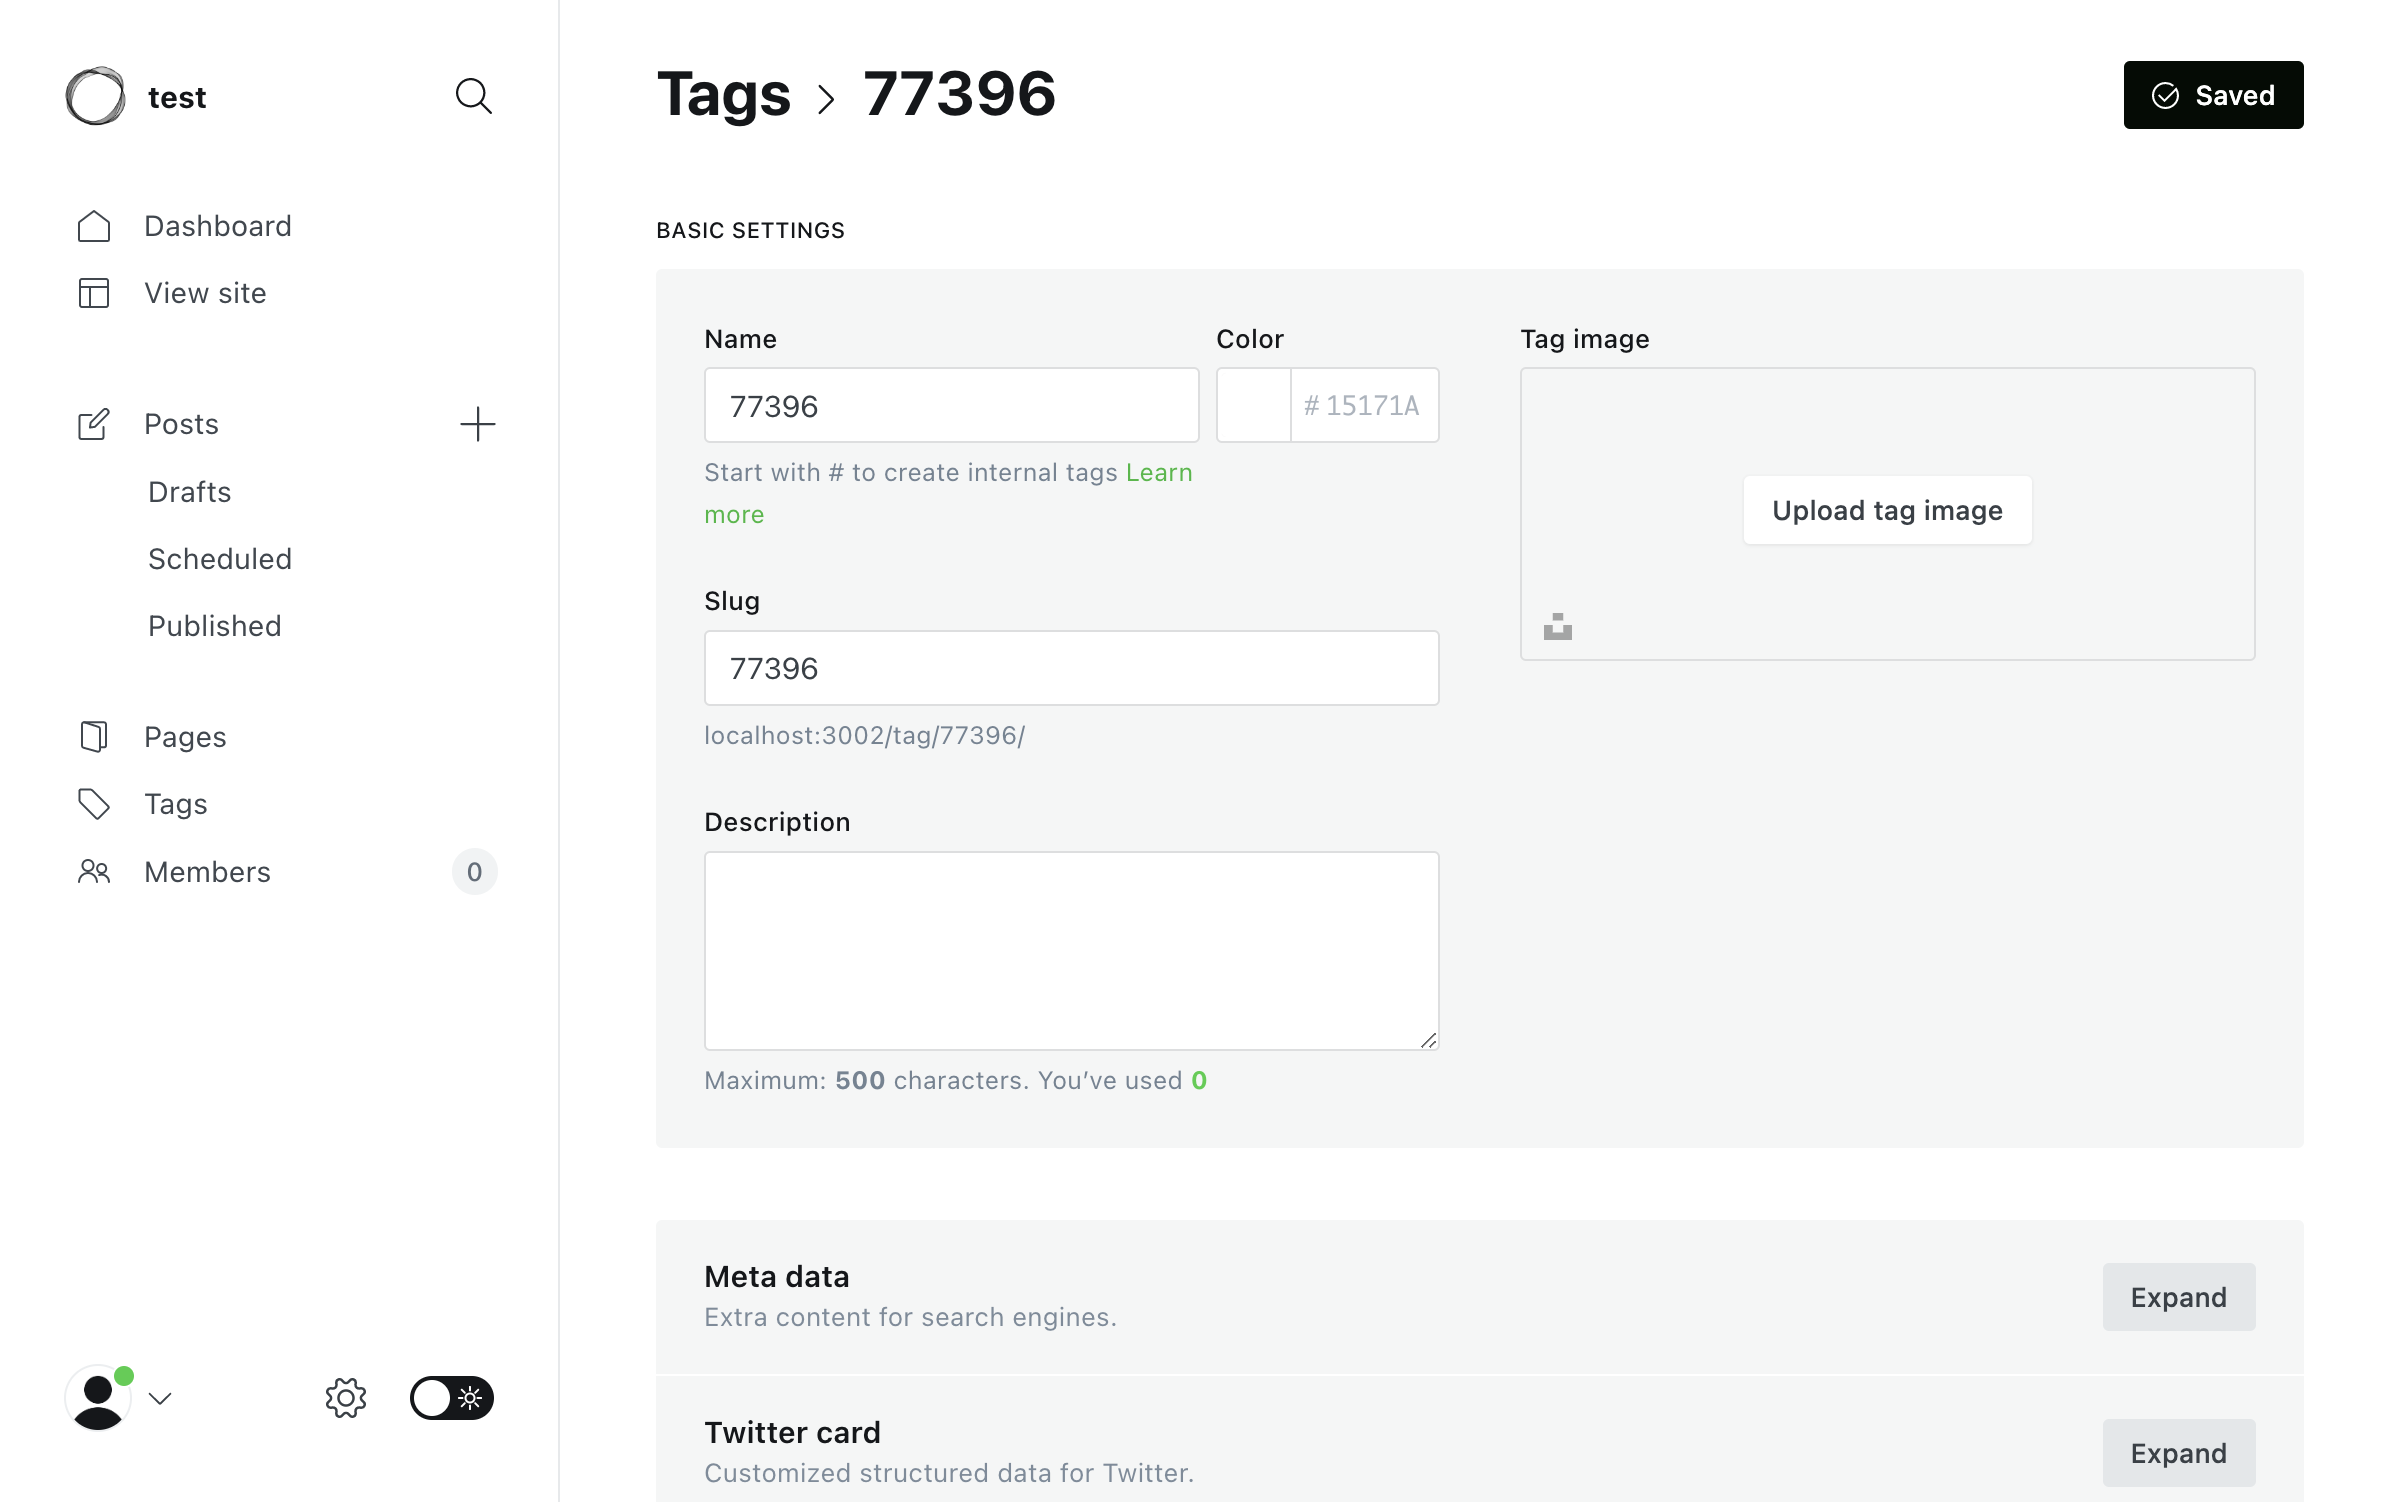 test
Dashboard
View site
Posts
Drafts
Scheduled
Published
Pages
Tags
Members 0
Tags > 77396
Saved
BASIC SETTINGS
Name
77396
Color
# 15171A
Start with # to create internal tags Learn
more
Slug
77396
localhost:3002/tag/77396/
Description
Maximum: 500 characters. You’ve used 0
Tag image
Upload tag image
Meta data
Extra content for search engines.
Expand
Twitter card
Customized structured data for Twitter.
Expand